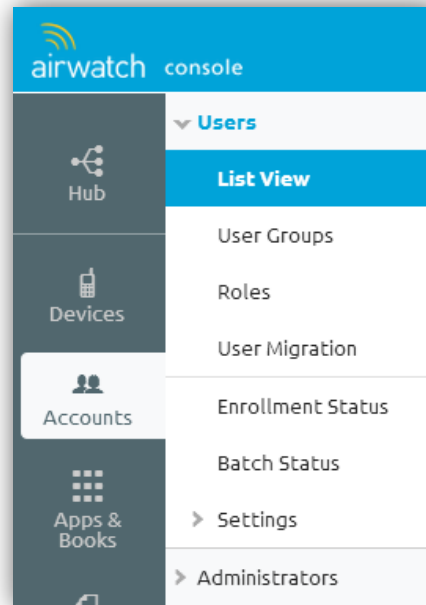 airwatch console
Hub
Devices
Accounts
Apps &
Books
Users
List View
User Groups
Roles
User Migration
Enrollment Status
Batch Status
Settings
Administrators